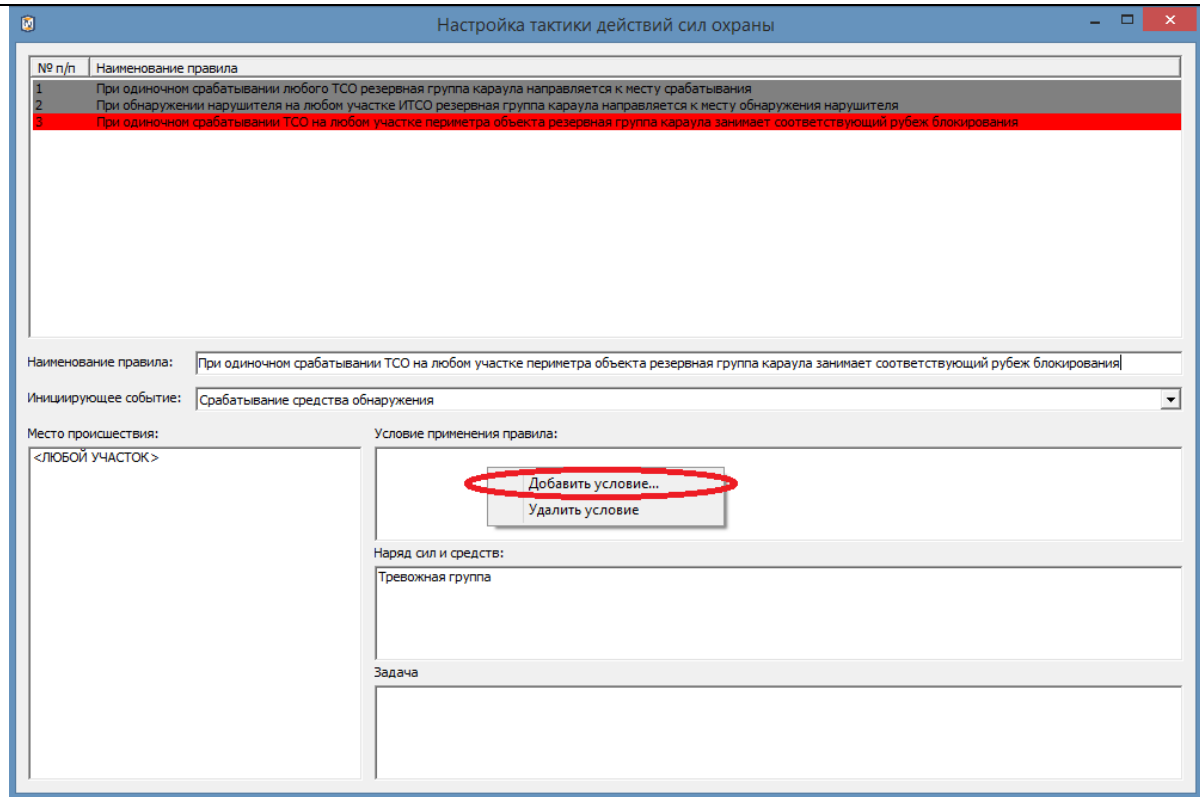 Настройка тактики действий сил охраны
№ п/п Наименование правила
1 При одиночном срабатывании любого ТСО резервная группа караула направляется к месту срабатывания
2 При обнаружении нарушителя на любом участке ИТСО резервная группа караула направляется к месту обнаружения нарушителя
3 При одиночном срабатывании ТСО на любом участке периметра объекта резервная группа караула занимает соответствующий рубеж блокирования
Наименование правила: При одиночном срабатывании ТСО на любом участке периметра объекта резервная группа караула занимает соответствующий рубеж блокирования
Инициирующее событие: Срабатывание средства обнаружения
Место происшествия:
<ЛЮБОЙ УЧАСТОК>
Условие применения правила:
Добавить условие...
Удалить условие
Наряд сил и средств:
Тревожная группа
Задача